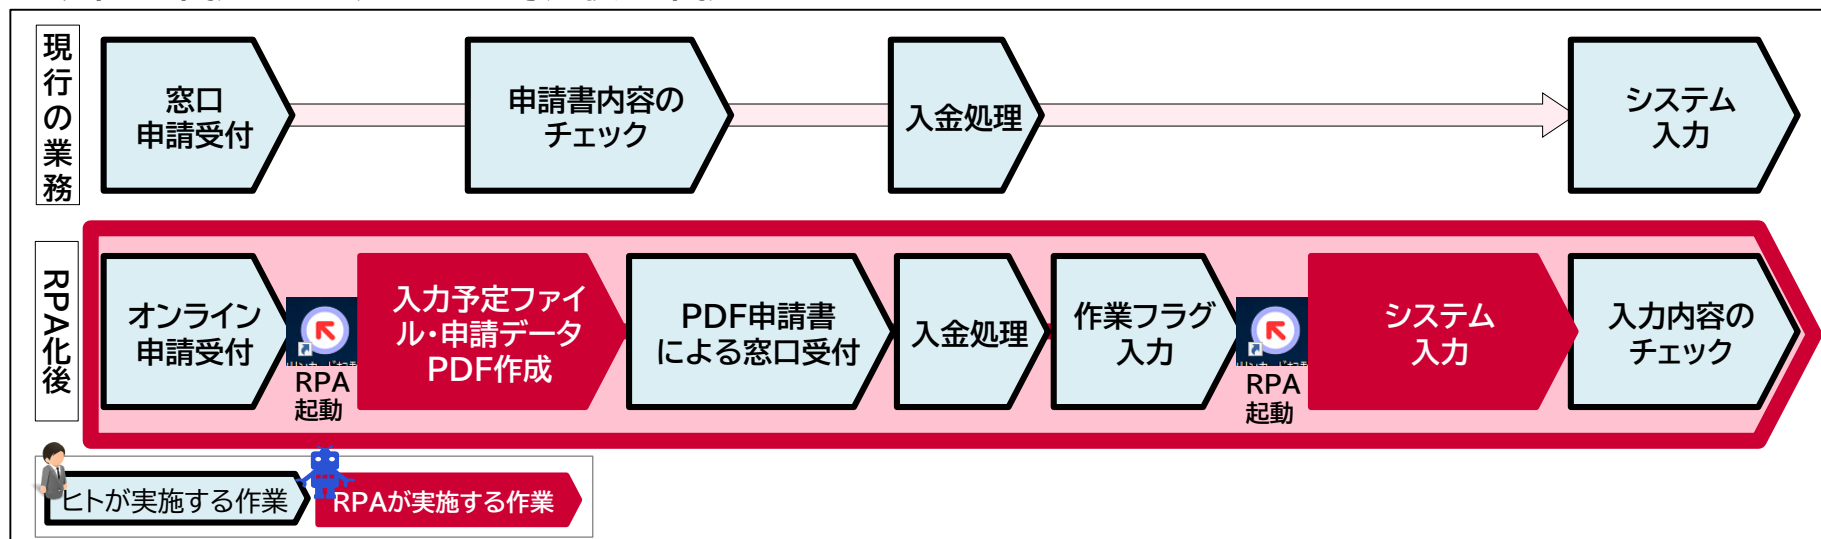 現行の業務
窓口
申請受付
申請書内容の
チェック
入金処理
システム
入力
RPA化後
オンライン
申請受付
RPA
起動
入力予定ファイ
ル・申請データ
PDF作成
PDF申請書
による窓口受付
入金処理
作業フラグ
入力
RPA
起動
システム
入力
入力内容の
チェック
ヒトが実施する作業
RPAが実施する作業